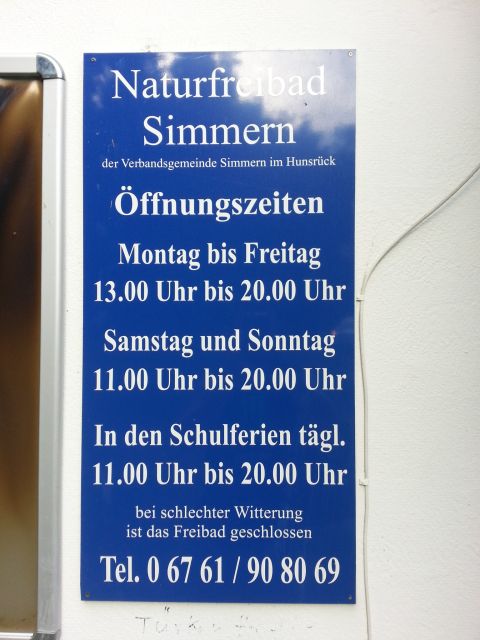 Naturfreibad
Simmern
der Verbandsgemeinde Simmern im Hunsrück
Öffnungszeiten
Montag bis Freitag
13.00 Uhr bis 20.00 Uhr
Samstag und Sonntag
11.00 Uhr bis 20.00 Uhr
In den Schulferien tägl.
11.00 Uhr bis 20.00 Uhr
bei schlechter Witterung
ist das Freibad geschlossen
Tel. 0 67 61 / 90 80 69